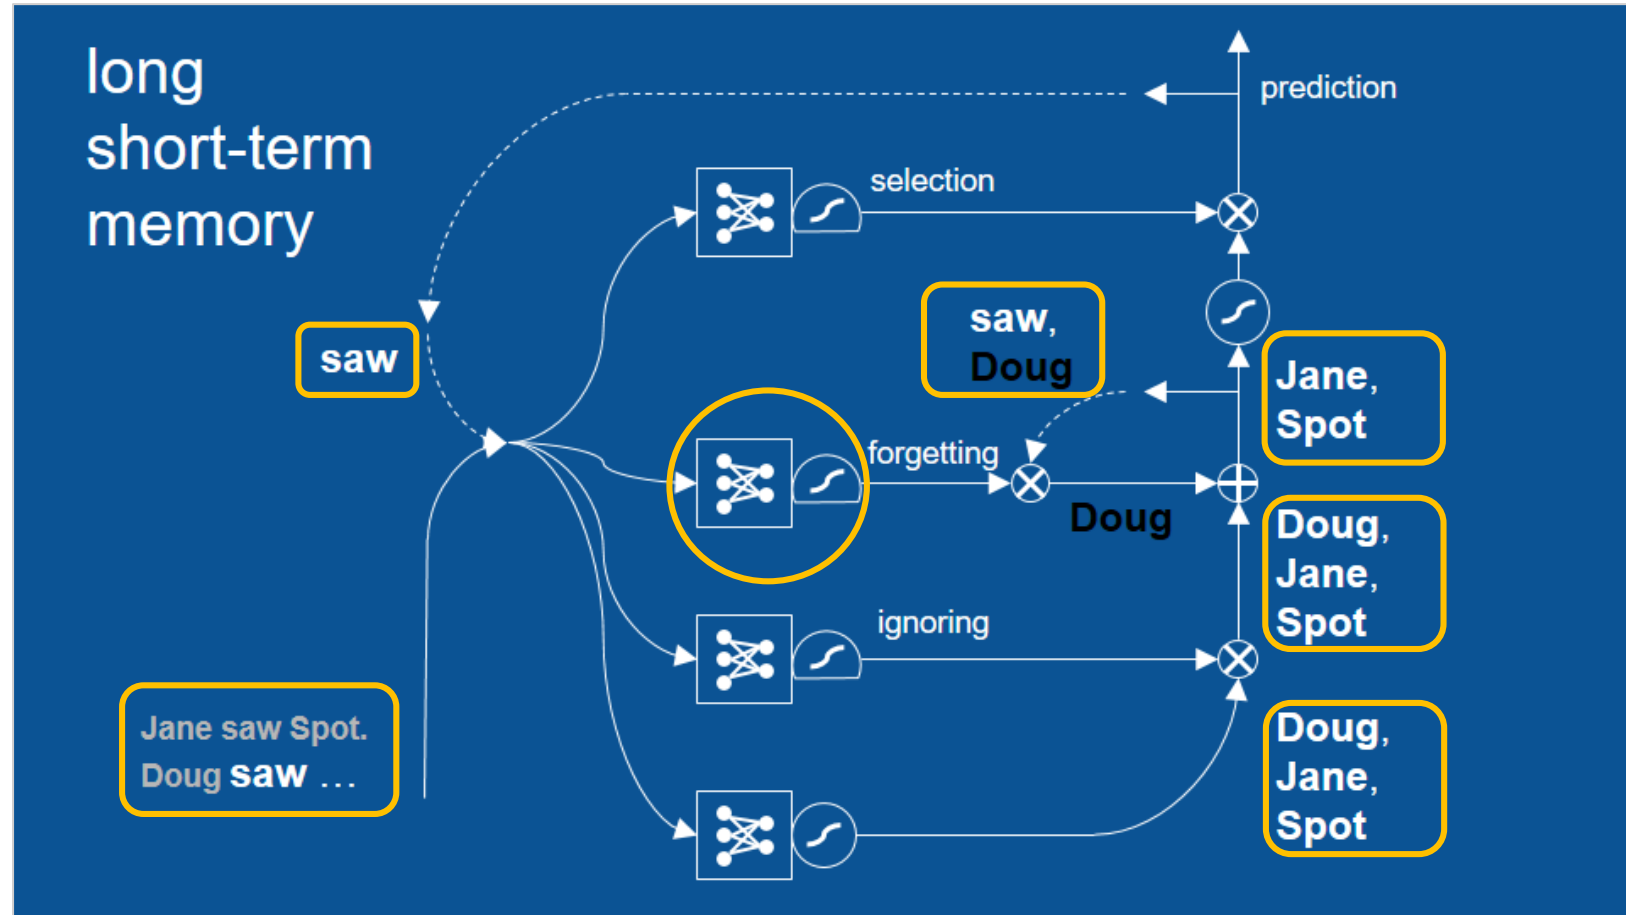 long
short-term
memory
prediction
selection
saw,
Doug
saw
Jane,
Spot
forgetting
Doug
Doug,
Jane,
Spot
ignoring
Jane saw Spot.
Doug saw ...
Doug,
Jane,
Spot